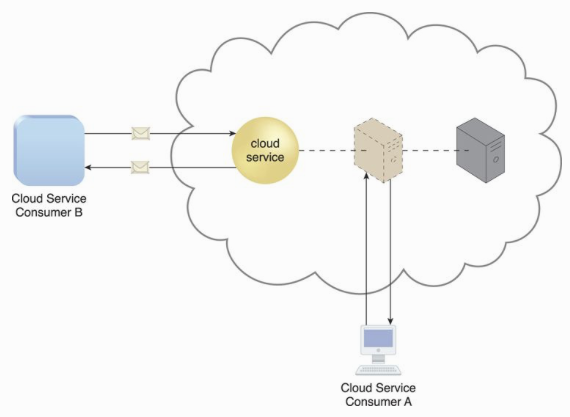 cloud
service
Cloud Service
Consumer B
Cloud Service
Consumer A